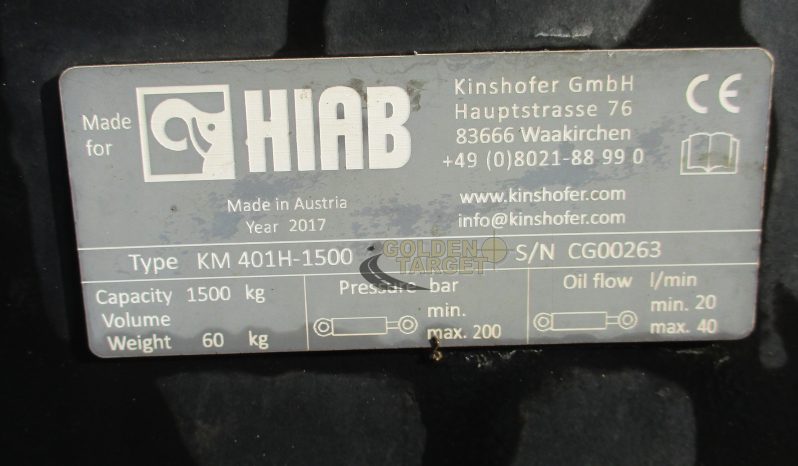 Made for
HIAB
Kinshofer GmbH
Hauptstrasse 76
83666 Waakirchen
+49 (0)8021-88 99 0
CE
Made in Austria
Year 2017
www.kinshofer.com
info@kinshofer.com
Type KM 401H-1500
S/N CG00263
GOLDEN
TARGET
Capacity 1500 kg
Volume
Weight 60 kg
Pressure bar
min.
max. 200
Oil flow l/min
min. 20
max. 40